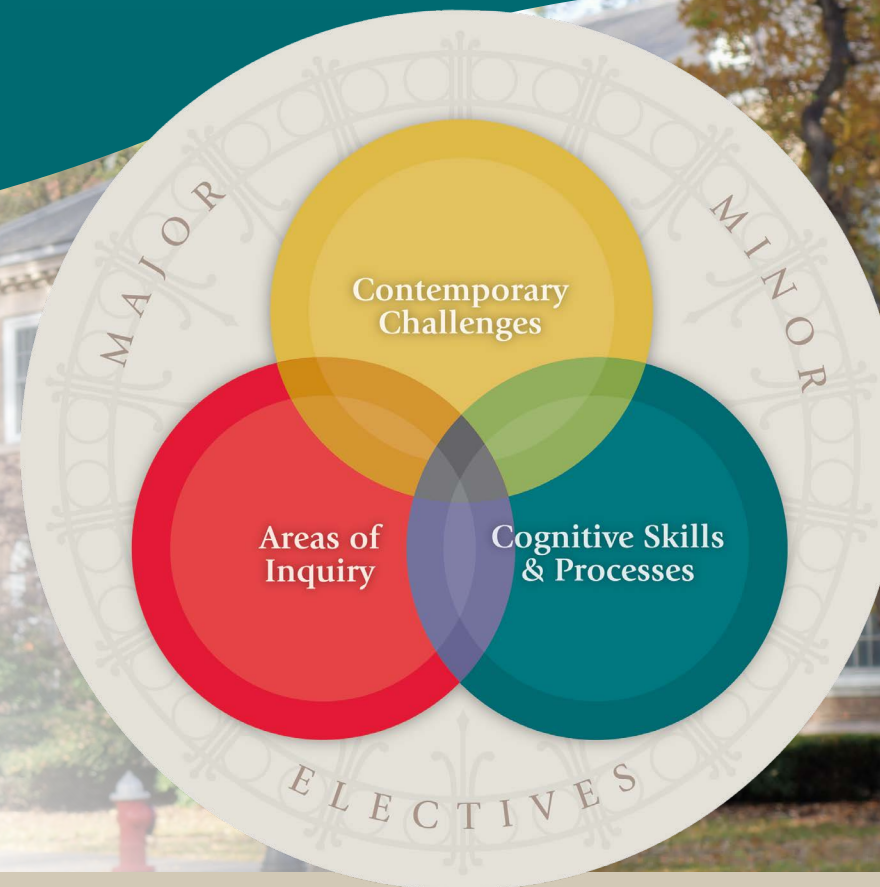 MAJOR
MINOR
Contemporary
Challenges
Areas of
Inquiry
Cognitive Skills
& Processes
ELECTIVES